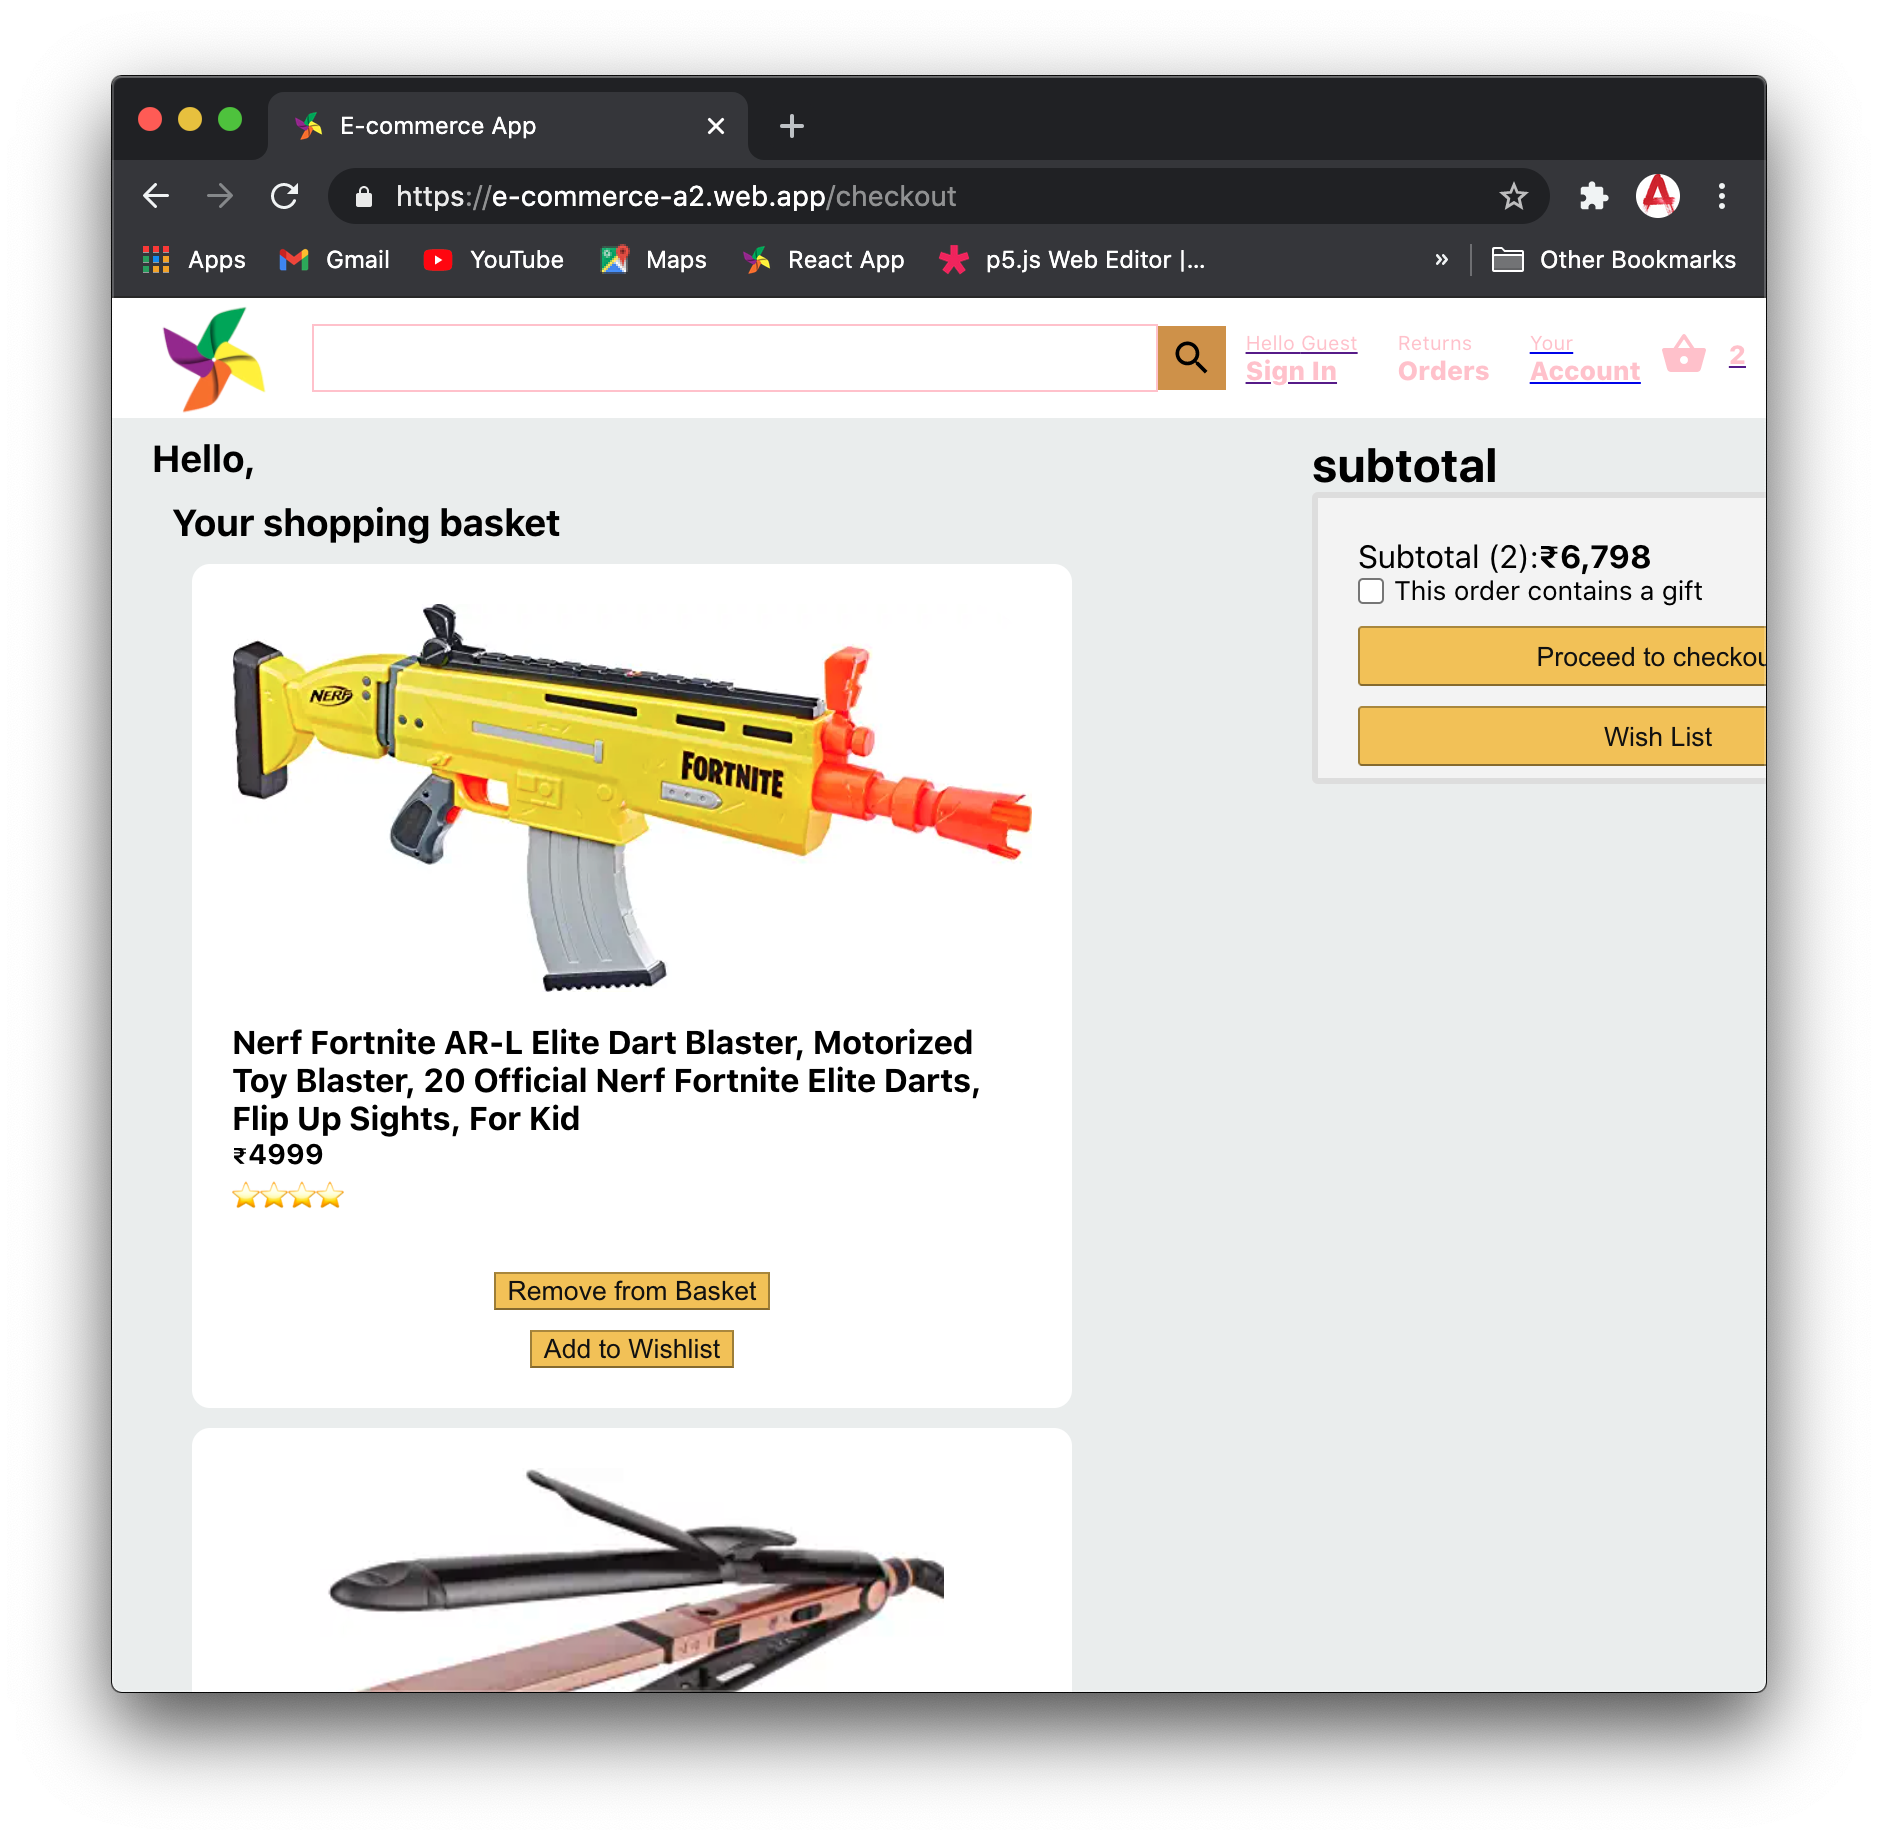 E-commerce App
https://e-commerce-a2.web.app/checkout
Apps Gmail YouTube Maps React App p5.js Web Editor |... » Other Bookmarks
Hello Guest
Sign In
Returns
Orders
Your
Account
2
Hello,
Your shopping basket
NERF
FORTNITE
Nerf Fortnite AR-L Elite Dart Blaster, Motorized
Toy Blaster, 20 Official Nerf Fortnite Elite Darts,
Flip Up Sights, For Kid
₹4999
Remove from Basket
Add to Wishlist
subtotal
Subtotal (2):₹6,798
This order contains a gift
Proceed to checkou
Wish List